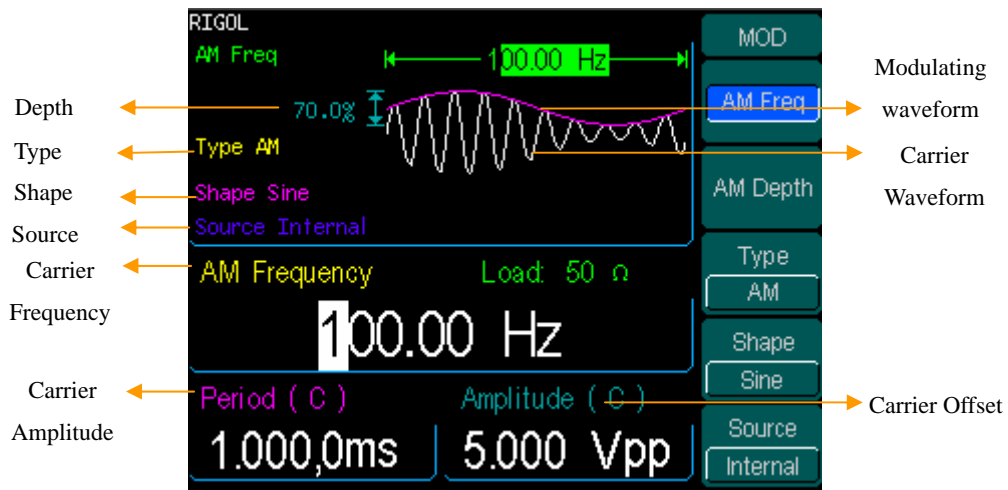 RIGOL
AM Freq
100.00 Hz
70.0%
Type AM
Shape Sine
Source Internal
AM Frequency
Load: 50 Ω
100.00 Hz
Period ( C )
Amplitude ( C )
1.000,0ms
5.000 Vpp
MOD
AM Freq
AM Depth
Type
AM
Shape
Sine
Source
Internal
Depth
Type
Shape
Source
Carrier
Frequency
Carrier
Amplitude
Modulating
waveform
Carrier
Waveform
Carrier Offset